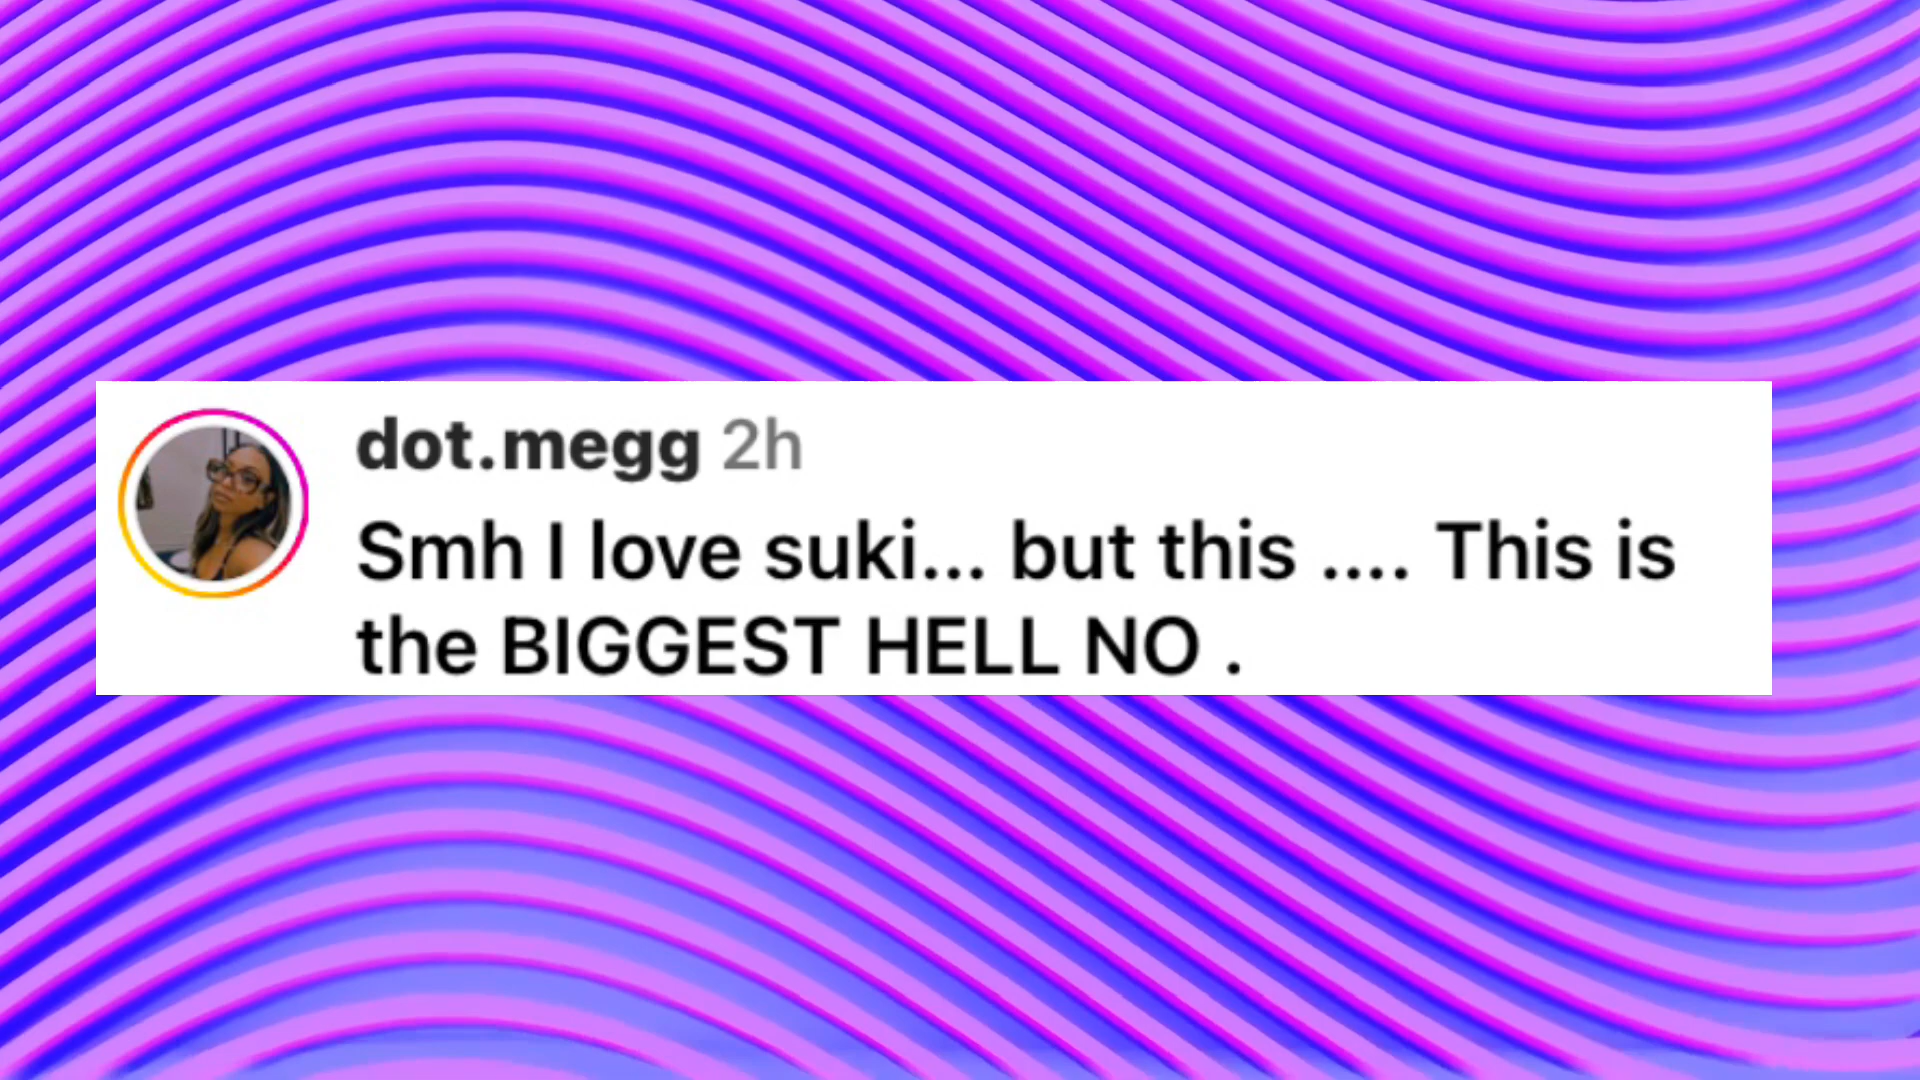 dot.megg 2h
Smh I love suki... but this .... This is
the BIGGEST HELL NO .